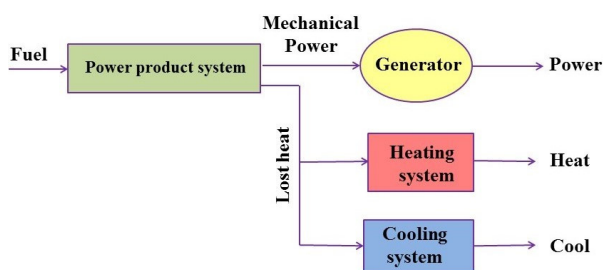 Fuel
Power product system
Mechanical
Power
Generator
Power
Lost heat
Heating
system
Heat
Cooling
system
Cool